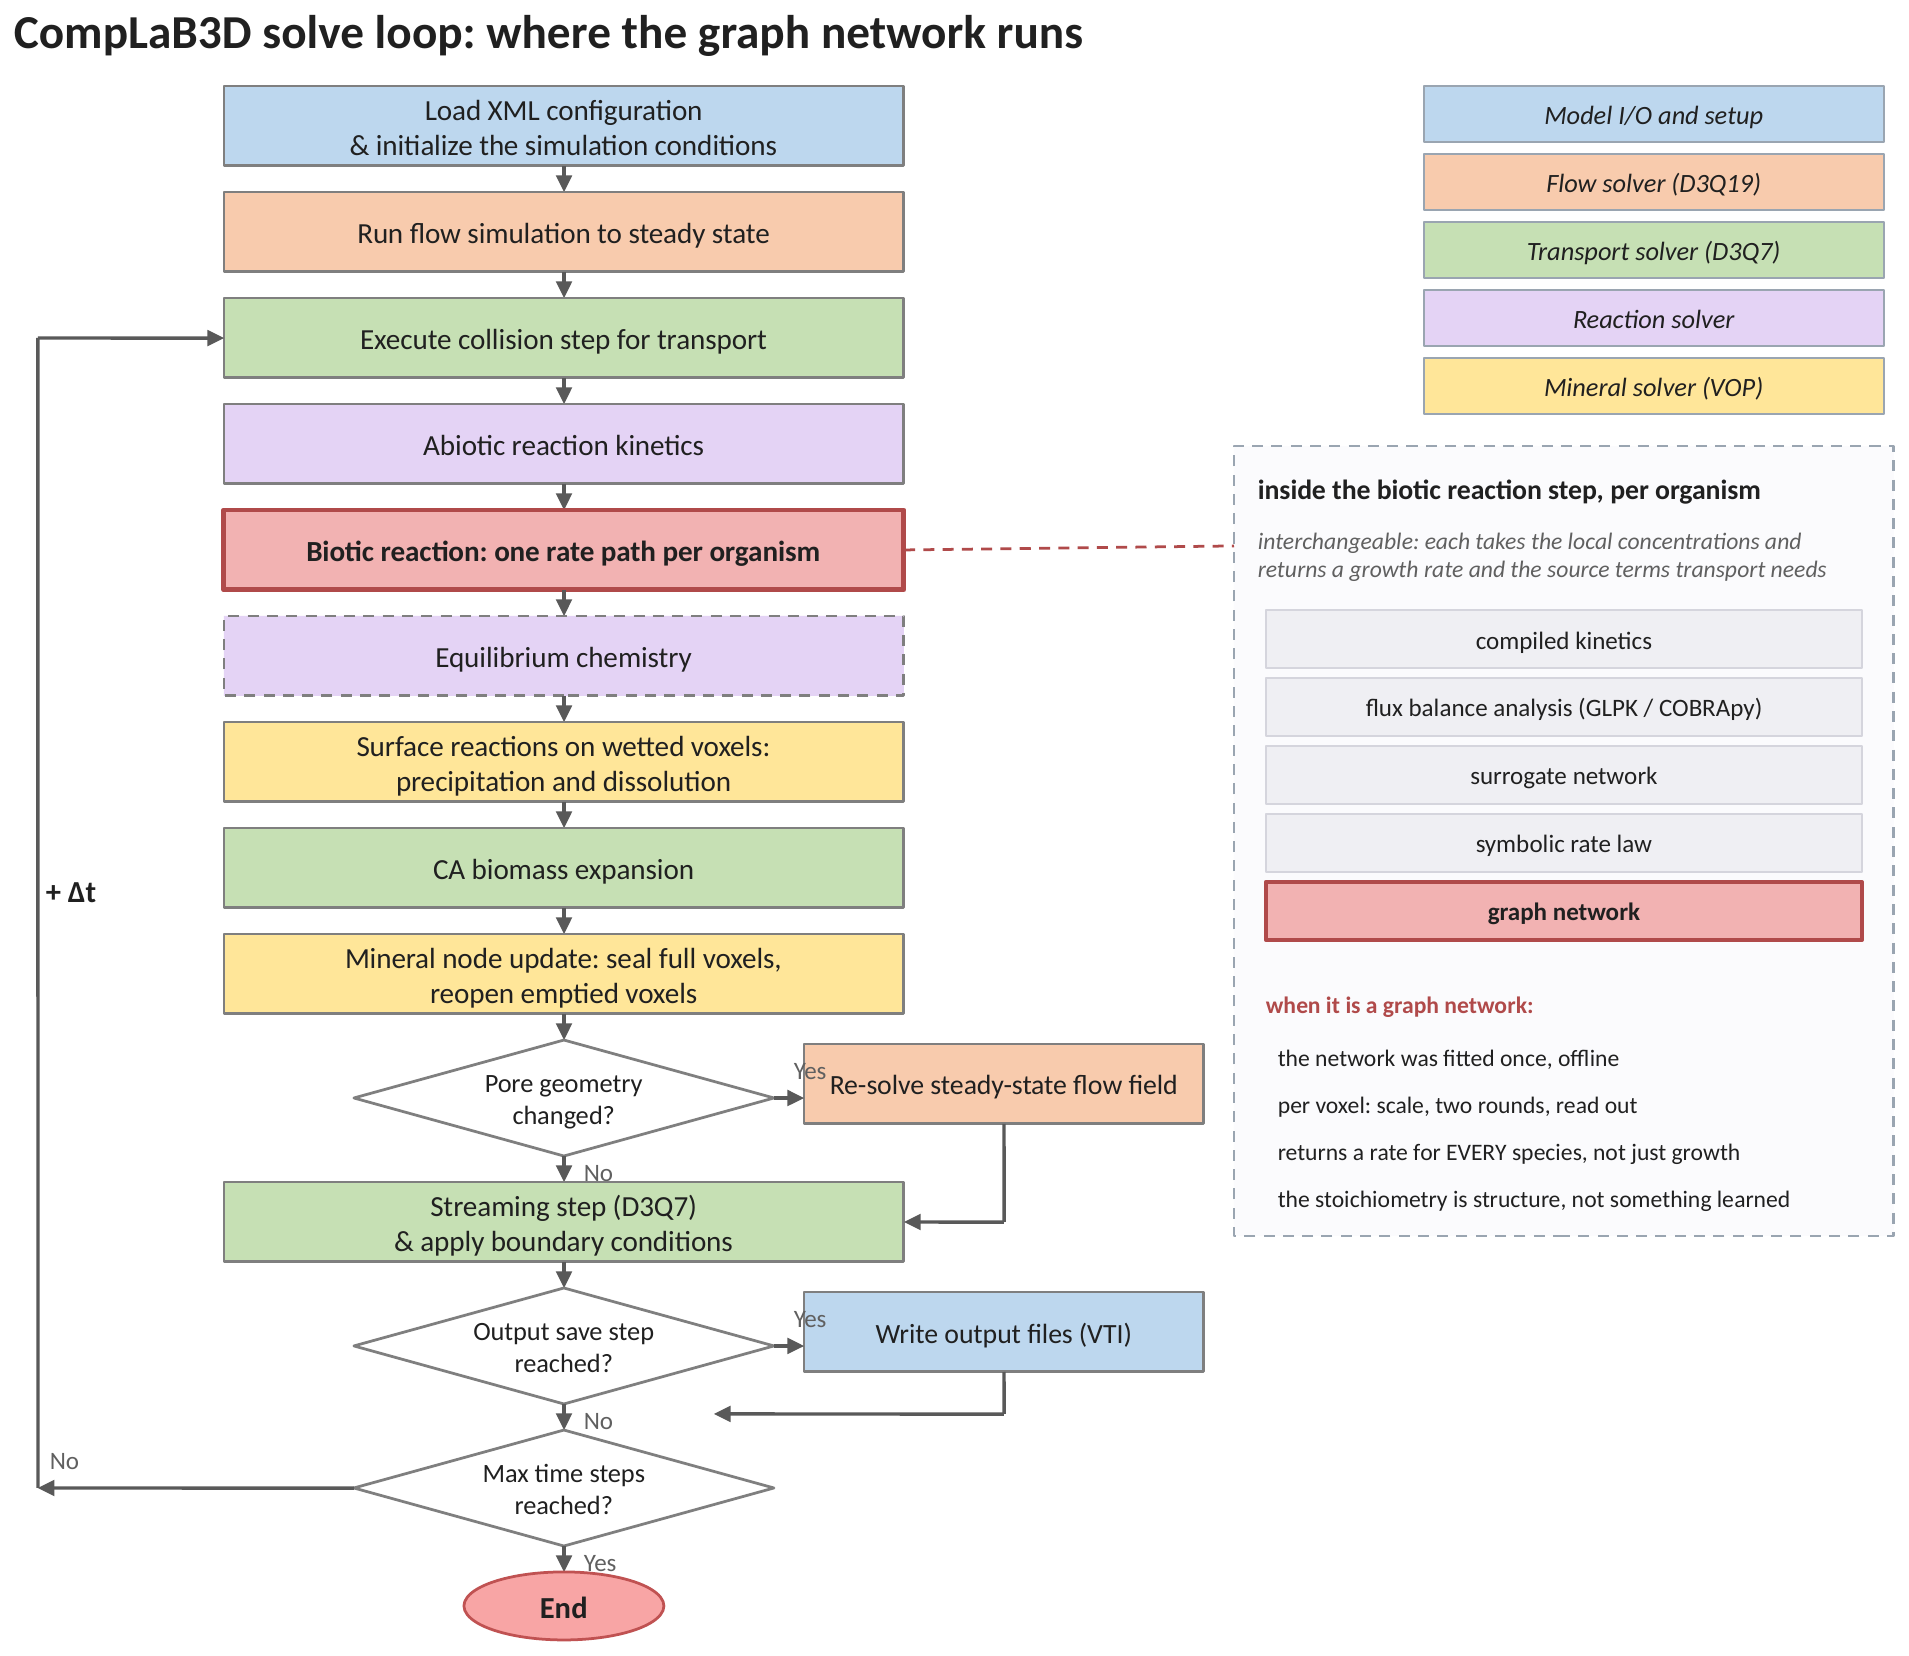 CompLaB3D solve loop: where the graph network runs
Load XML configuration
& initialize the simulation conditions
Run flow simulation to steady state
Execute collision step for transport
Abiotic reaction kinetics
Biotic reaction: one rate path per organism
Equilibrium chemistry
Surface reactions on wetted voxels:
precipitation and dissolution
CA biomass expansion
+ Δt
Mineral node update: seal full voxels,
reopen emptied voxels
Pore geometry
changed?
Yes
Re-solve steady-state flow field
No
Streaming step (D3Q7)
& apply boundary conditions
Output save step
reached?
Yes
Write output files (VTI)
No
Max time steps
reached?
No
Yes
End
Model I/O and setup
Flow solver (D3Q19)
Transport solver (D3Q7)
Reaction solver
Mineral solver (VOP)
inside the biotic reaction step, per organism
interchangeable: each takes the local concentrations and
returns a growth rate and the source terms transport needs
compiled kinetics
flux balance analysis (GLPK / COBRApy)
surrogate network
symbolic rate law
graph network
when it is a graph network:
the network was fitted once, offline
per voxel: scale, two rounds, read out
returns a rate for EVERY species, not just growth
the stoichiometry is structure, not something learned